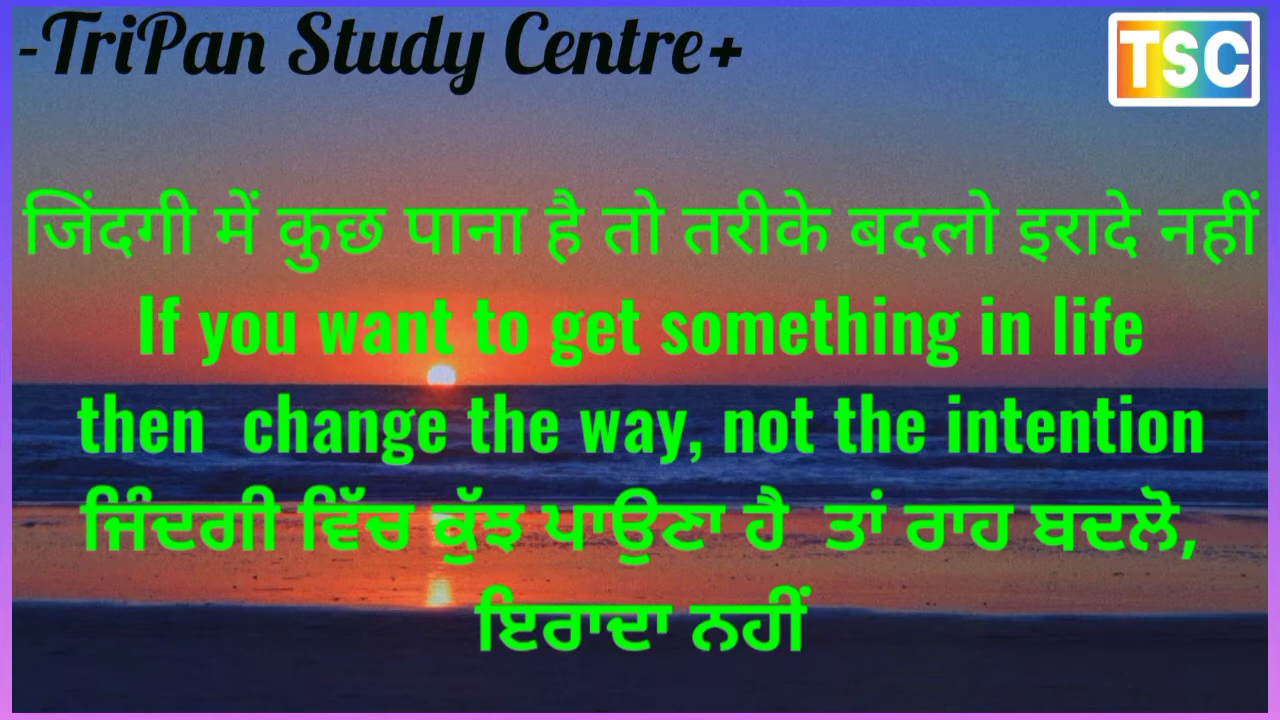 -TriPan Study Centre+
TSC
जिंदगी में कुछ पाना है तो तरीके बदलो इरादे नहीं
If you want to get something in life
then  change the way, not the intention
ਜਿੰਦਗੀ ਵਿੱਚ ਕੁੱਝ ਪਾਉਣਾ ਹੈ  ਤਾਂ ਰਾਹ ਬਦਲੋ,
ਇਰਾਦਾ ਨਹੀਂ